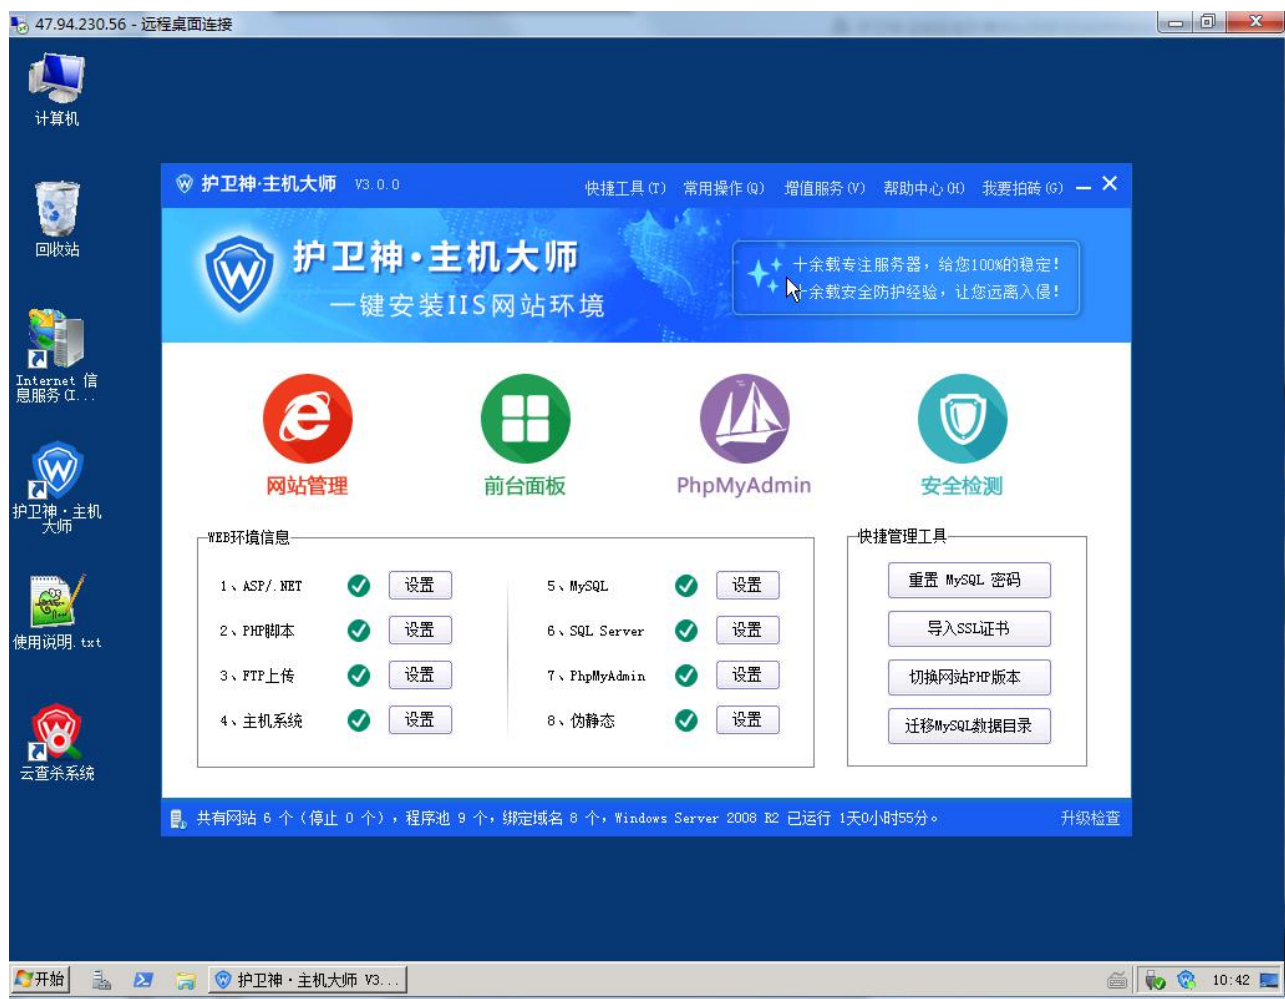 47.94.230.56 - 远程桌面连接
计算机
回收站
Internet 信
息服务(I...
护卫神·主机
大师
使用说明.txt
云查杀系统
护卫神·主机大师 V3.0.0
快捷工具(T) 常用操作(Q) 增值服务(V) 帮助中心(H) 我要拍砖(G)
护卫神·主机大师
一键安装IIS网站环境
十余载专注服务器，给您100%的稳定！
十余载安全防护经验，让您远离入侵！
网站管理
前台面板
PhpMyAdmin
安全检测
WEB环境信息
1、ASP/.NET 设置
2、PHP脚本 设置
3、FTP上传 设置
4、主机系统 设置
5、MySQL 设置
6、SQL Server 设置
7、PhpMyAdmin 设置
8、伪静态 设置
快捷管理工具
重置 MySQL 密码
导入SSL证书
切换网站PHP版本
迁移MySQL数据目录
共有网站 6 个（停止 0 个），程序池 9 个，绑定域名 8 个，Windows Server 2008 R2 已运行 1天0小时55分。
升级检查
开始
护卫神·主机大师 V3...
10:42